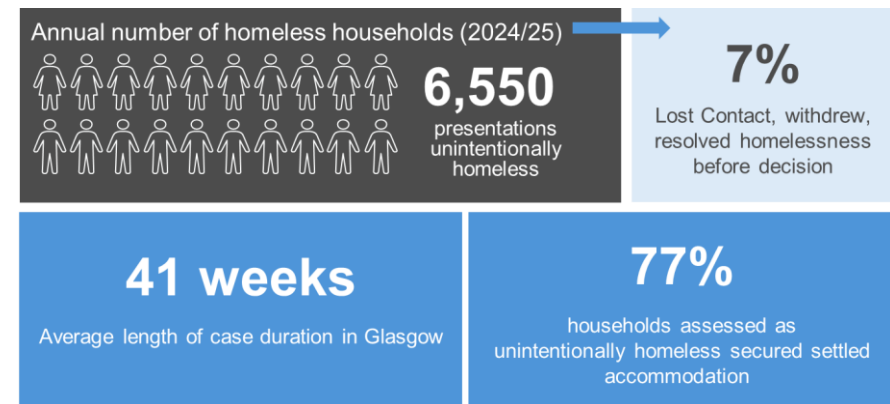 Annual number of homeless households (2024/25)
6,550
presentations
unintentionally
homeless
7%
Lost Contact, withdrew,
resolved homelessness
before decision
41 weeks
Average length of case duration in Glasgow
77%
households assessed as
unintentionally homeless secured settled
accommodation